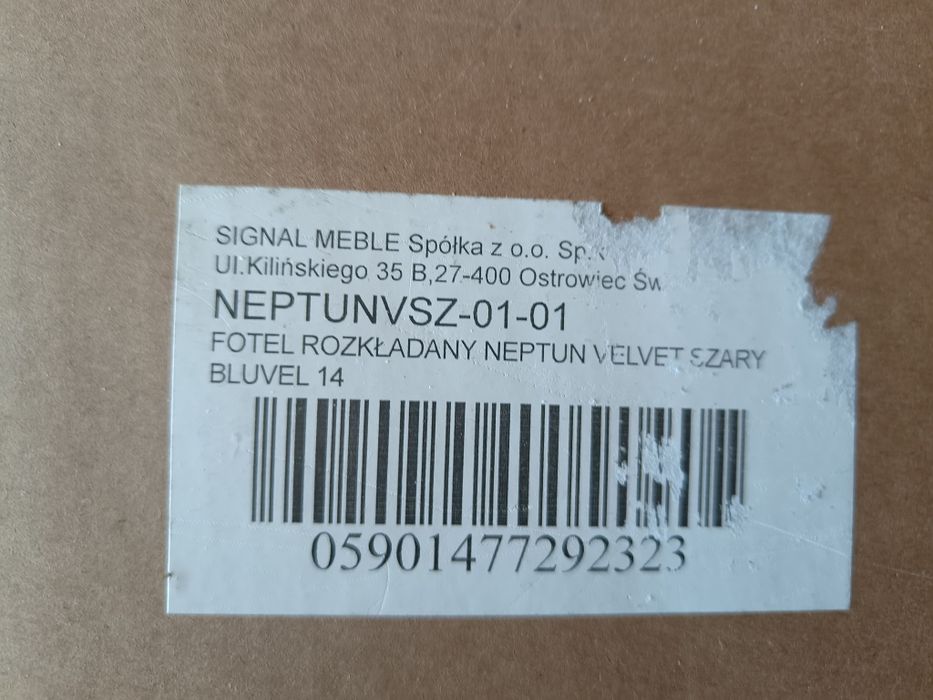 SIGNAL MEBLE Spółka z o.o. Sp.k
Ul.Kilińskiego 35 B,27-400 Ostrowiec Św
NEPTUNVSZ-01-01
FOTEL ROZKŁADANY NEPTUN VELVET SZARY
BLUVEL 14
05901477292323